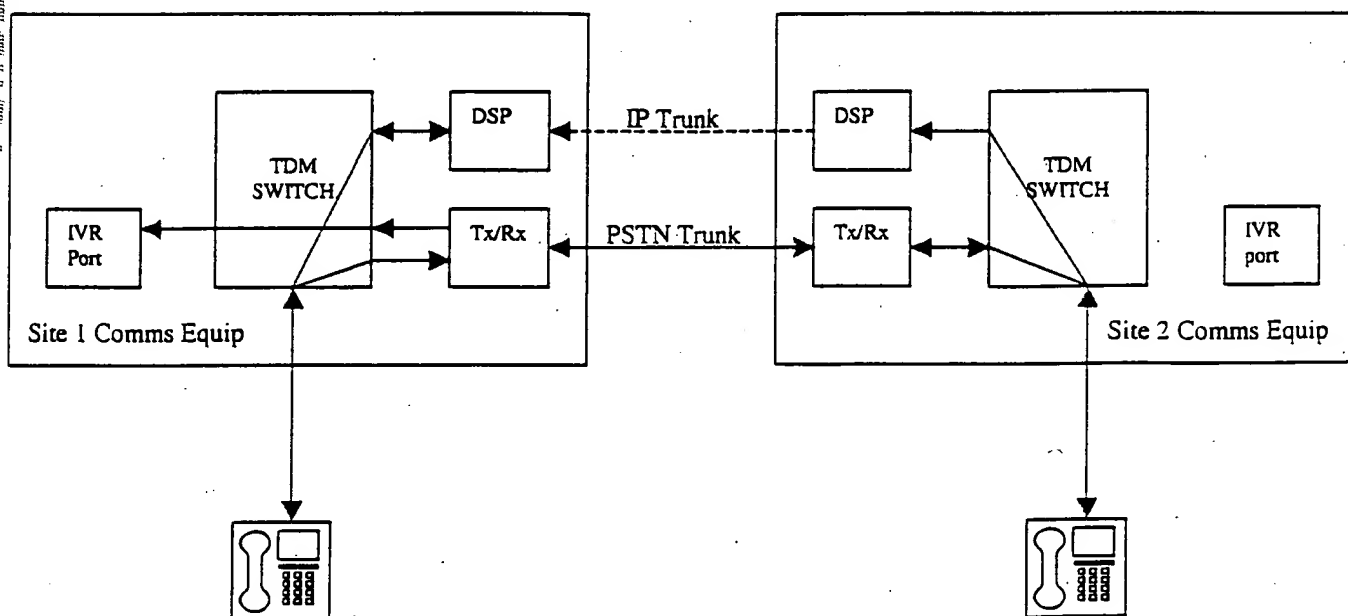 DSP
IP Trunk
DSP
TDM
SWITCH
TDM
SWITCH
IVR
Port
Tx/Rx
PSTN Trunk
Tx/Rx
IVR
port
Site 1 Comms Equip
Site 2 Comms Equip